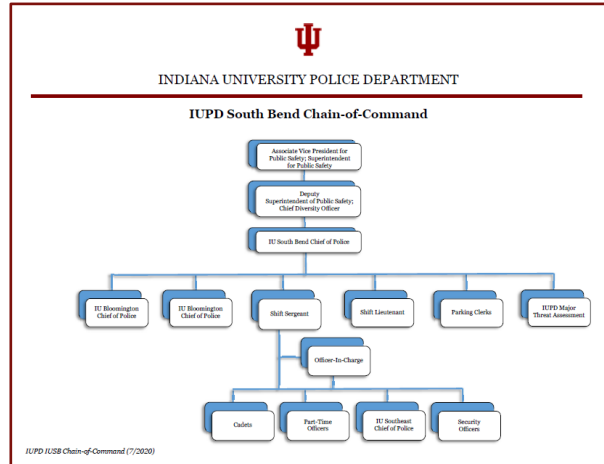 INDIANA UNIVERSITY POLICE DEPARTMENT
IUPD South Bend Chain-of-Command
Associate Vice President for
Public Safety; Superintendent
for Public Safety
Deputy
Superintendent of Public Safety;
Chief Diversity Officer
IU South Bend Chief of Police
IU Bloomington
Chief of Police
IU Bloomington
Chief of Police
Shift Sergeant
Shift Lieutenant
Parking Clerks
IUPD Major
Threat Assessment
Officer-In-Charge
Cadets
Part-Time
Officers
IU Southeast
Chief of Police
Security
Officers
IUPD IUSB Chain-of-Command (7/2020)